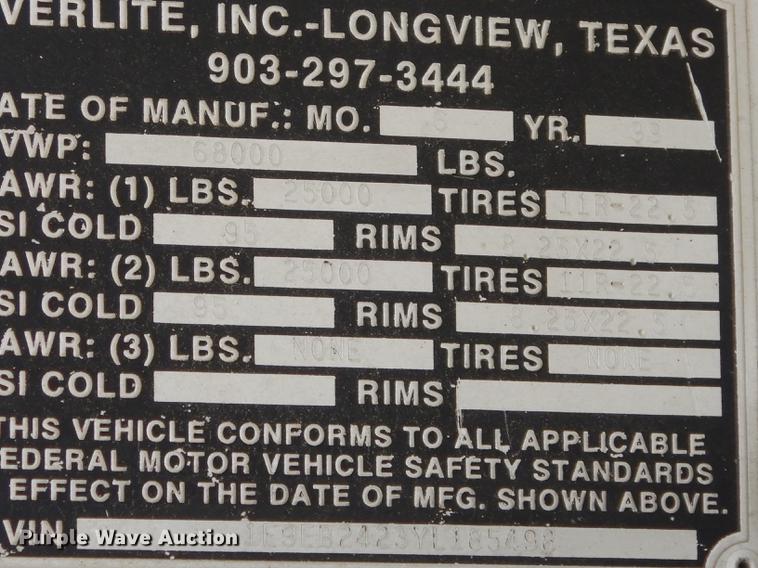 VERLITE, INC.-LONGVIEW, TEXAS
903-297-3444
ATE OF MANUF.: MO. 6 YR. 99
VWP: 68000 LBS.
AWR: (1) LBS. 25000 TIRES 11R-22.5
SI COLD 95 RIMS 8.25X22.5
AWR: (2) LBS. 25000 TIRES 11R-22.5
SI COLD 95 RIMS 8.25X22.5
AWR: (3) LBS. NONE TIRES NONE
SI COLD RIMS
THIS VEHICLE CONFORMS TO ALL APPLICABLE
EDERAL MOTOR VEHICLE SAFETY STANDARDS
EFFECT ON THE DATE OF MFG. SHOWN ABOVE.
VIN 1E9EB2423YL185498
Purple Wave Auction